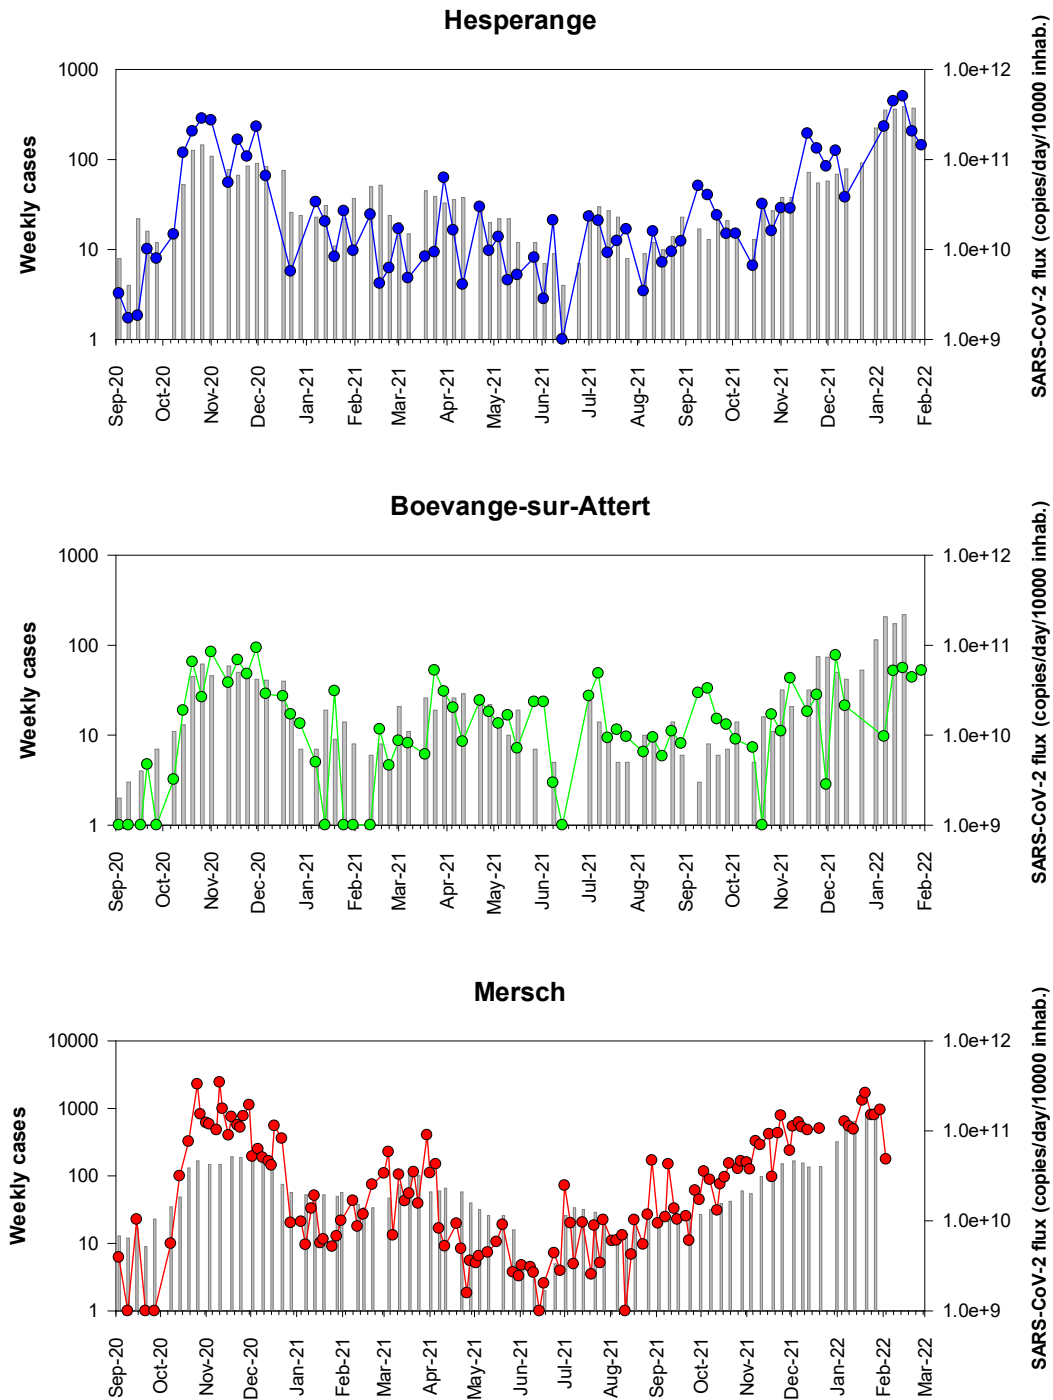 Hesperange
1000
100
10
1
1.0e+12
1.0e+11
1.0e+10
1.0e+9
Weekly cases
SARS-CoV-2 flux (copies/day/10000 inhab.)
Sep-20
Oct-20
Nov-20
Dec-20
Jan-21
Feb-21
Mar-21
Apr-21
May-21
Jun-21
Jul-21
Aug-21
Sep-21
Oct-21
Nov-21
Dec-21
Jan-22
Feb-22
Boevange-sur-Attert
1000
100
10
1
1.0e+12
1.0e+11
1.0e+10
1.0e+9
Weekly cases
SARS-CoV-2 flux (copies/day/10000 inhab.)
Sep-20
Oct-20
Nov-20
Dec-20
Jan-21
Feb-21
Mar-21
Apr-21
May-21
Jun-21
Jul-21
Aug-21
Sep-21
Oct-21
Nov-21
Dec-21
Jan-22
Feb-22
Mersch
10000
1000
100
10
1
1.0e+12
1.0e+11
1.0e+10
1.0e+9
Weekly cases
SARS-CoV-2 flux (copies/day/10000 inhab.)
Sep-20
Oct-20
Nov-20
Dec-20
Jan-21
Feb-21
Mar-21
Apr-21
May-21
Jun-21
Jul-21
Aug-21
Sep-21
Oct-21
Nov-21
Dec-21
Jan-22
Feb-22
Mar-22